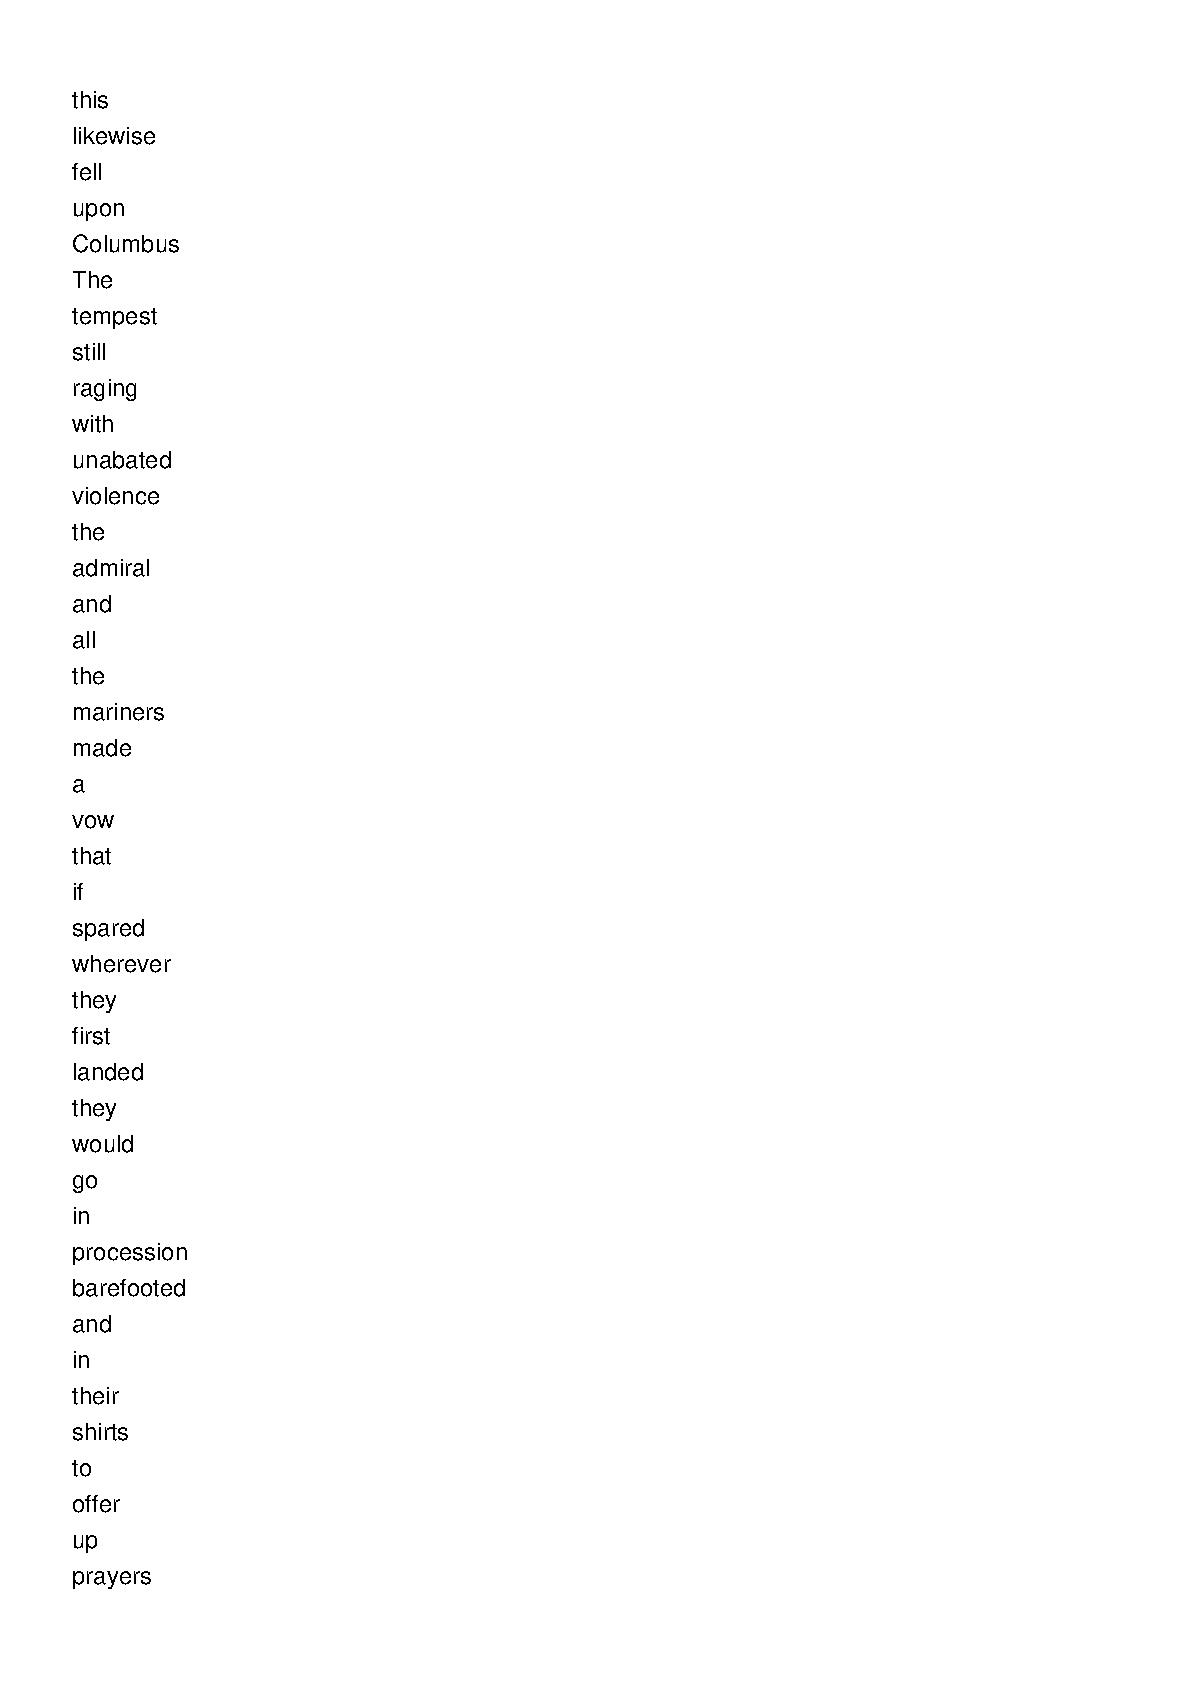 this
likewise
fell
upon
Columbus
The
tempest
still
raging
with
unabated
violence
the
admiral
and
all
the
mariners
made
a
vow
that
if
spared
wherever
they
first
landed
they
would
go
in
procession
barefooted
and
in
their
shirts
to
offer
up
prayers